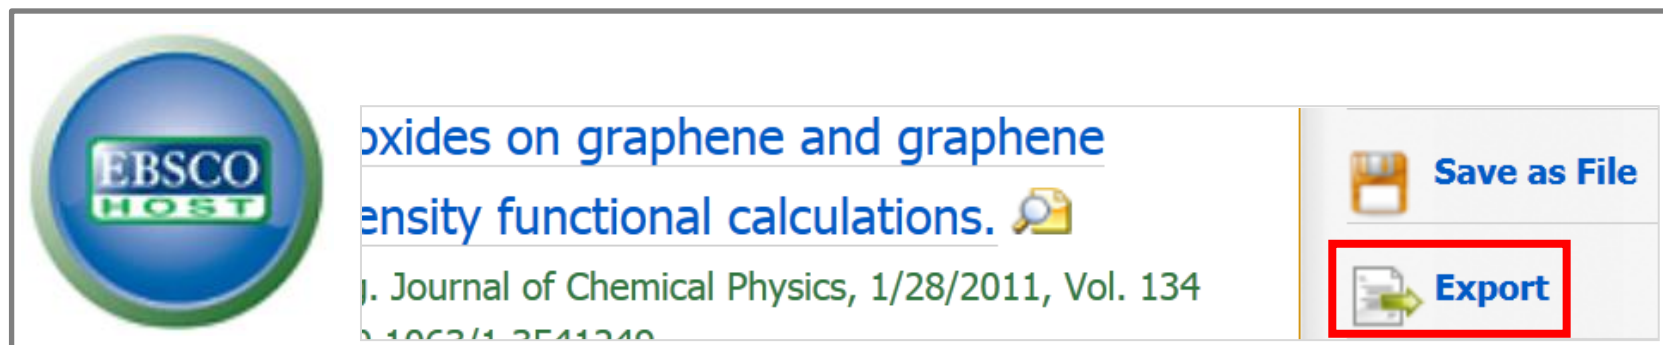 EBSCO
HOST
oxides on graphene and graphene
ensity functional calculations.
g. Journal of Chemical Physics, 1/28/2011, Vol. 134
Save as File
Export